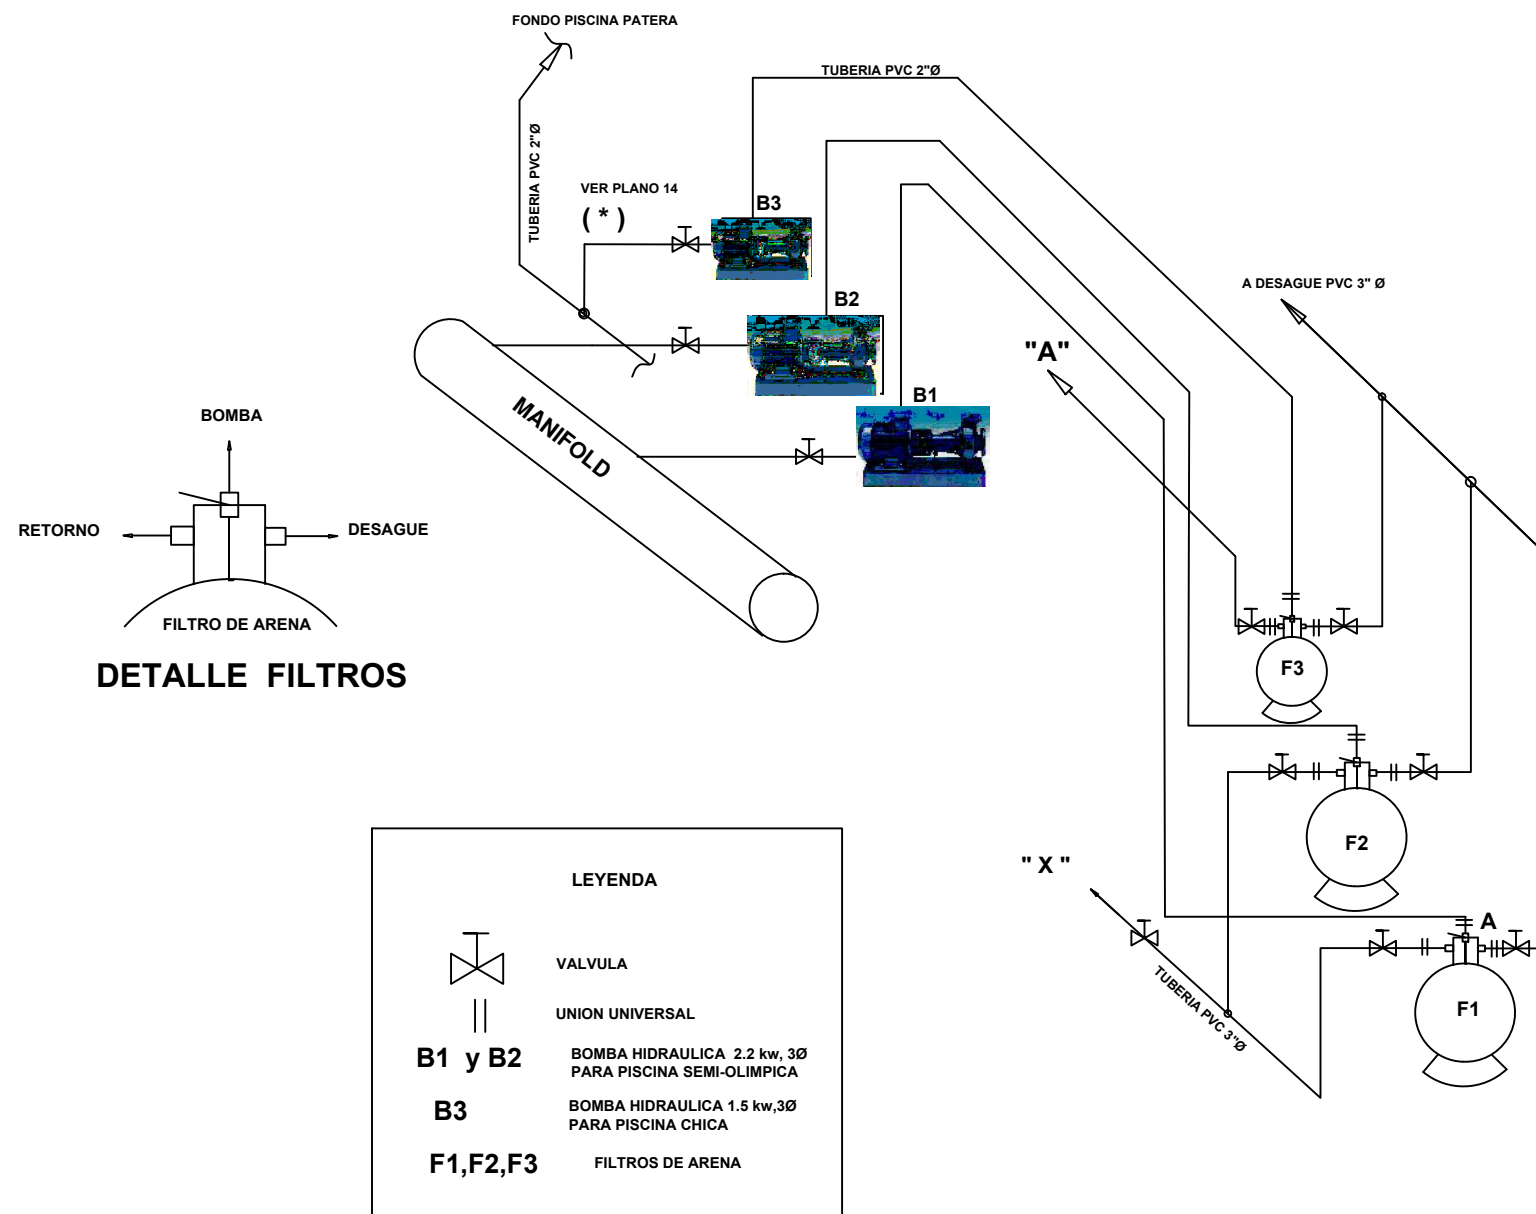 FONDO PISCINA PATERA
TUBERIA PVC 2"Ø
TUBERIA PVC 2"Ø
VER PLANO 14
( * )
B3
B2
B1
A DESAGUE PVC 3" Ø
"A"
MANIFOLD
BOMBA
RETORNO
DESAGUE
FILTRO DE ARENA
DETALLE FILTROS
F3
F2
" X "
A
TUBERIA PVC 3"Ø
F1
LEYENDA
VALVULA
UNION UNIVERSAL
B1 y B2
BOMBA HIDRAULICA 2.2 kw, 3Ø
PARA PISCINA SEMI-OLIMPICA
B3
BOMBA HIDRAULICA 1.5 kw,3Ø
PARA PISCINA CHICA
F1,F2,F3
FILTROS DE ARENA